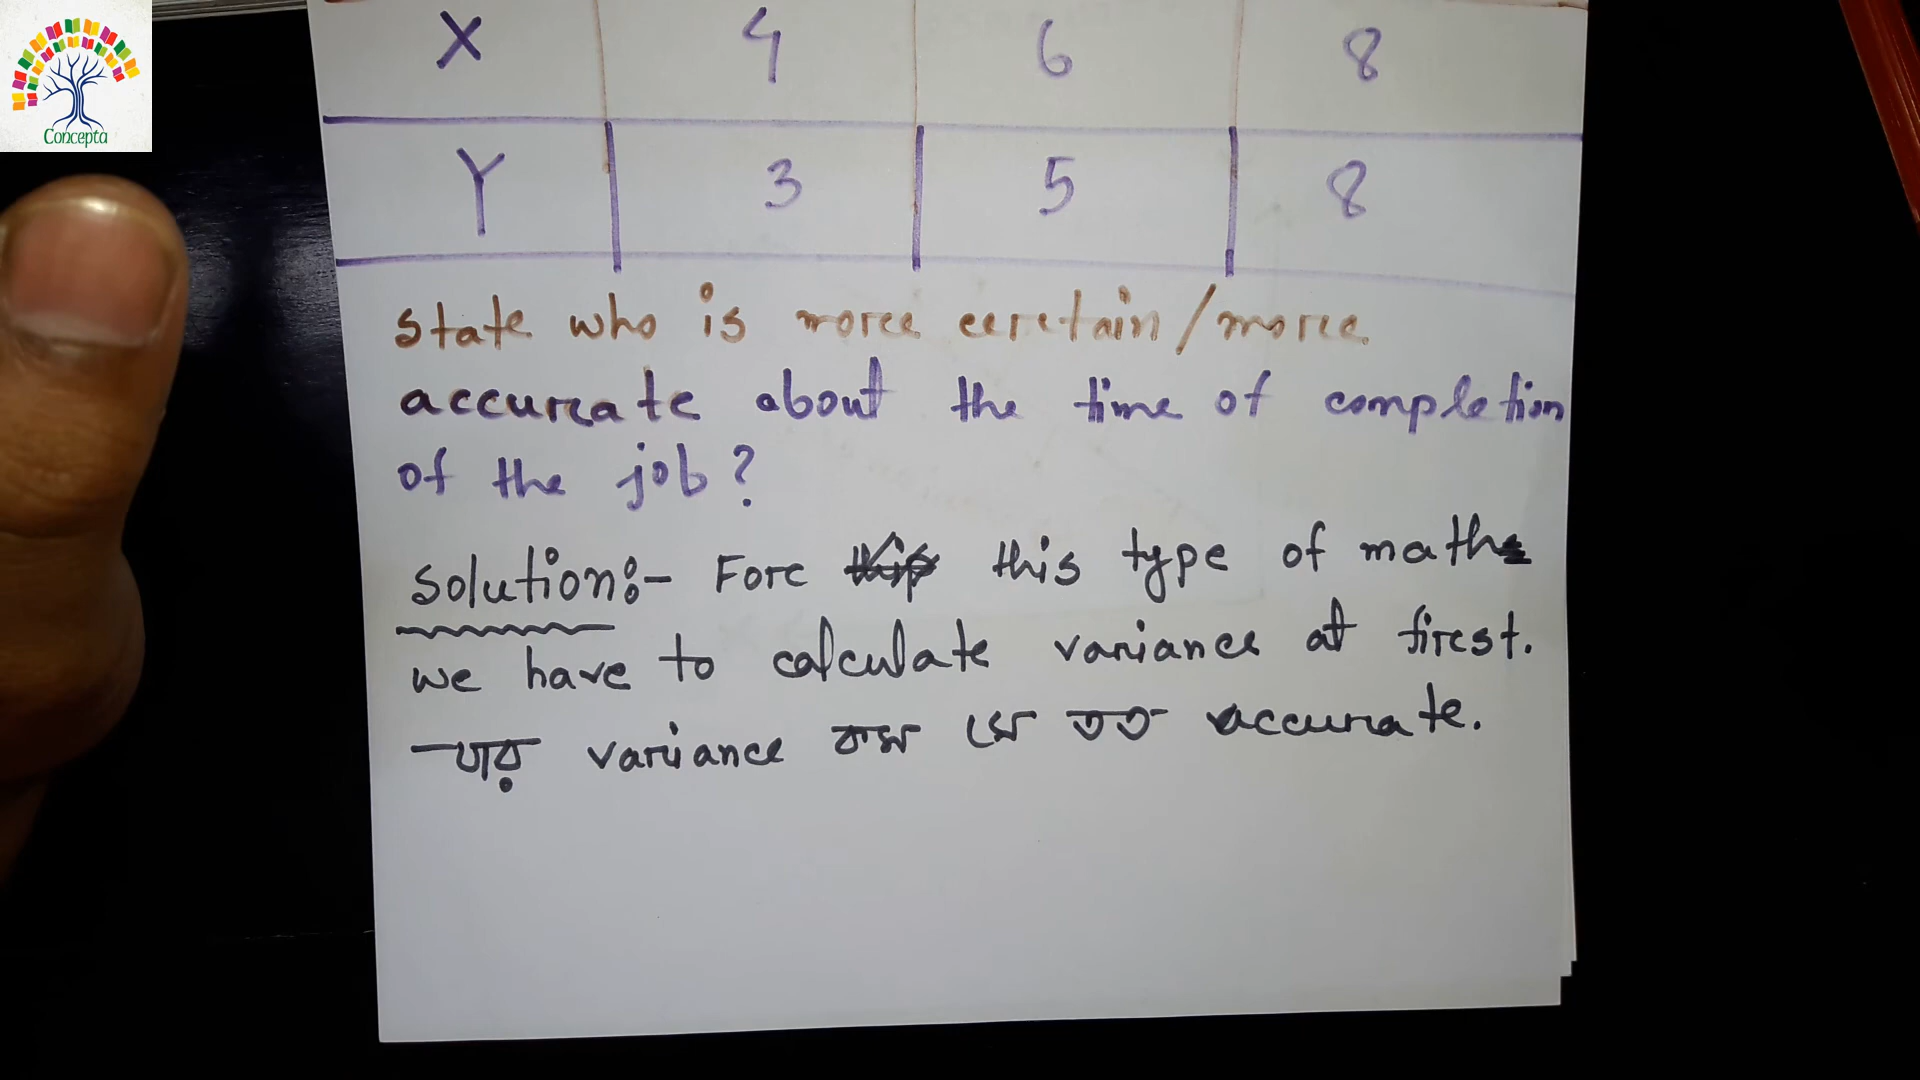 Concepta
X 4 6 8
Y 3 5 8
state who is more certain/more
accurate about the time of completion
of the job?
Solution:- For this type of math
we have to calculate variance at first.
যার variance কম সে তত accurate.